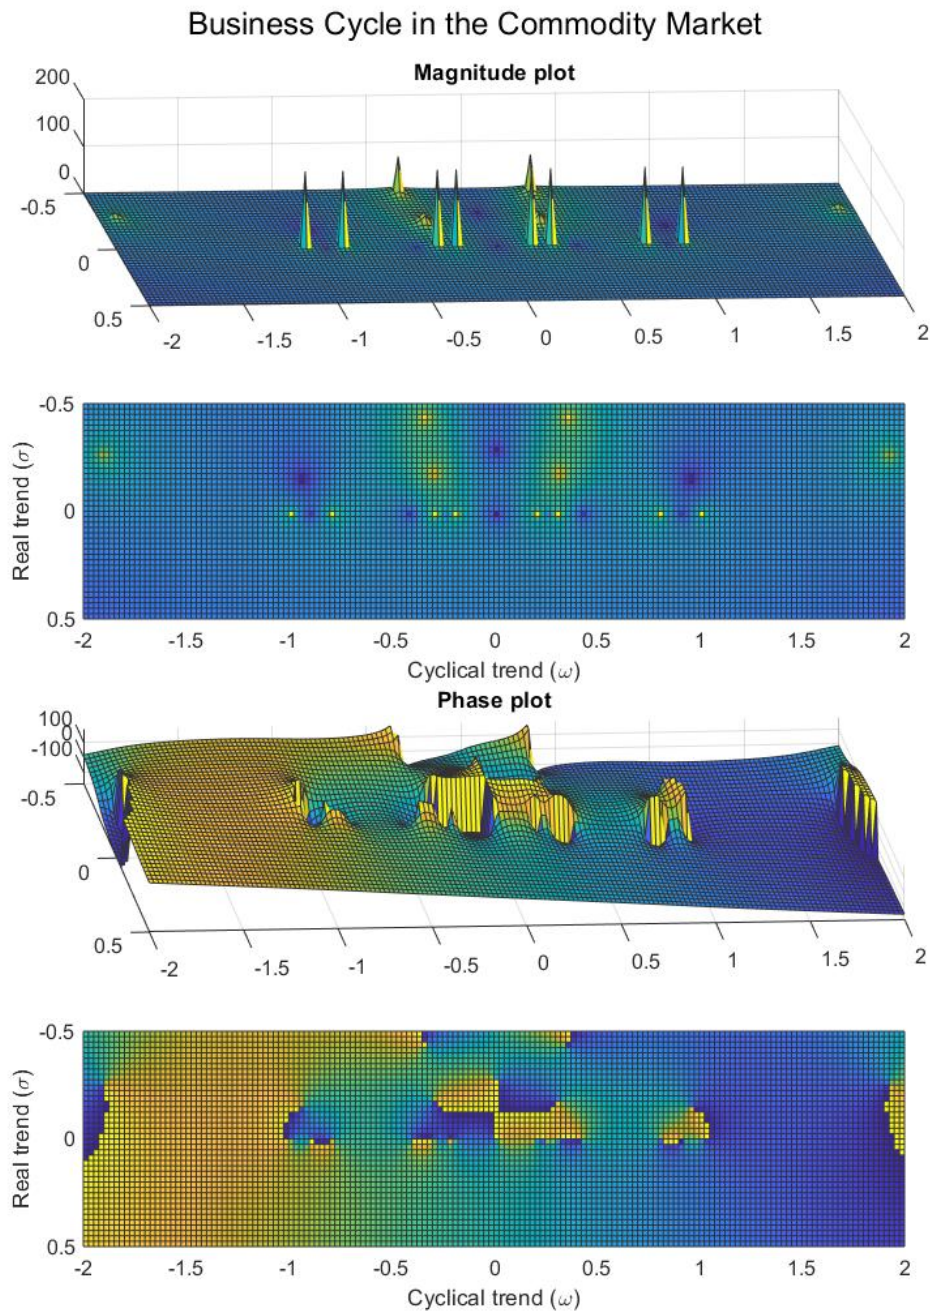 Business Cycle in the Commodity Market
Magnitude plot
200
100
0
-0.5
0
0.5
-2 -1.5 -1 -0.5 0 0.5 1 1.5 2
-0.5
0
0.5
Real trend (σ)
-2 -1.5 -1 -0.5 0 0.5 1 1.5 2
Cyclical trend (ω)
Phase plot
100
0
-100
-0.5
0
0.5
-2 -1.5 -1 -0.5 0 0.5 1 1.5 2
-0.5
0
0.5
Real trend (σ)
-2 -1.5 -1 -0.5 0 0.5 1 1.5 2
Cyclical trend (ω)